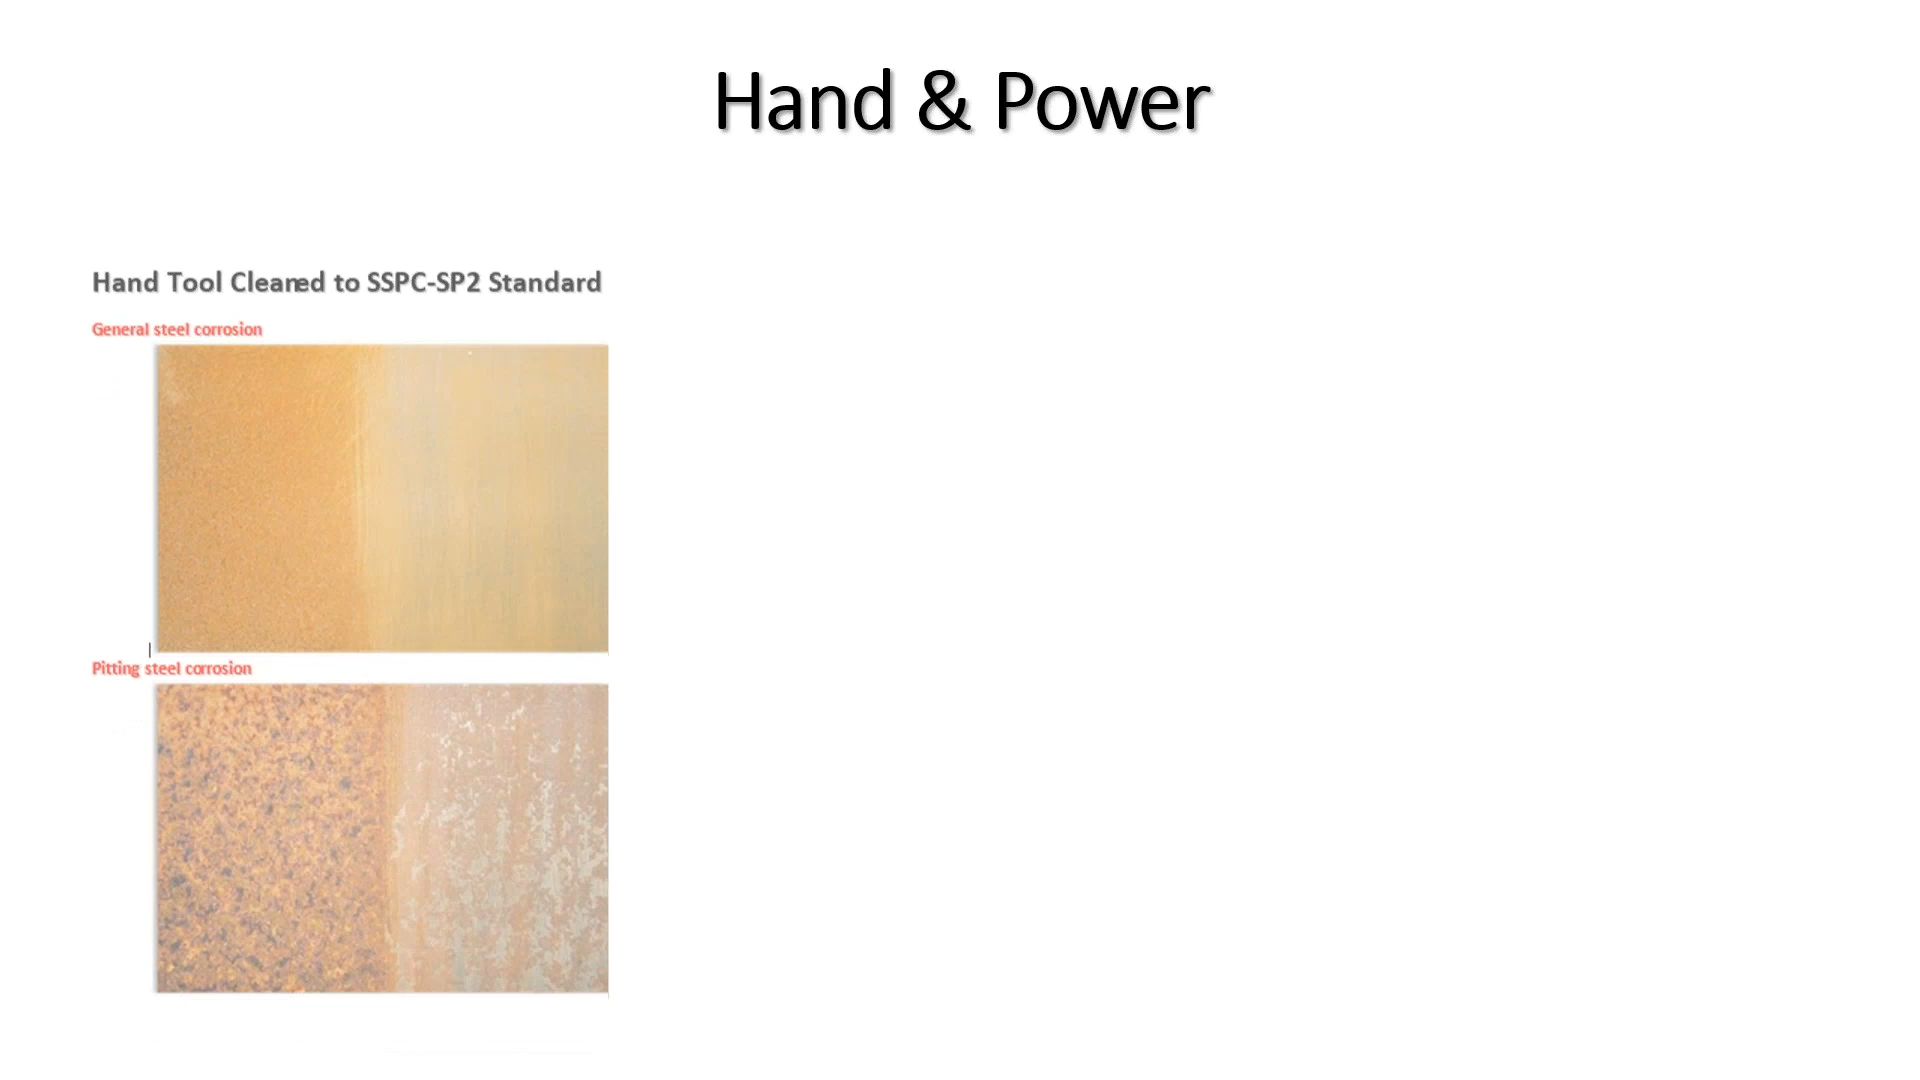 Hand & Power
Hand Tool Cleaned to SSPC-SP2 Standard
General steel corrosion
Pitting steel corrosion